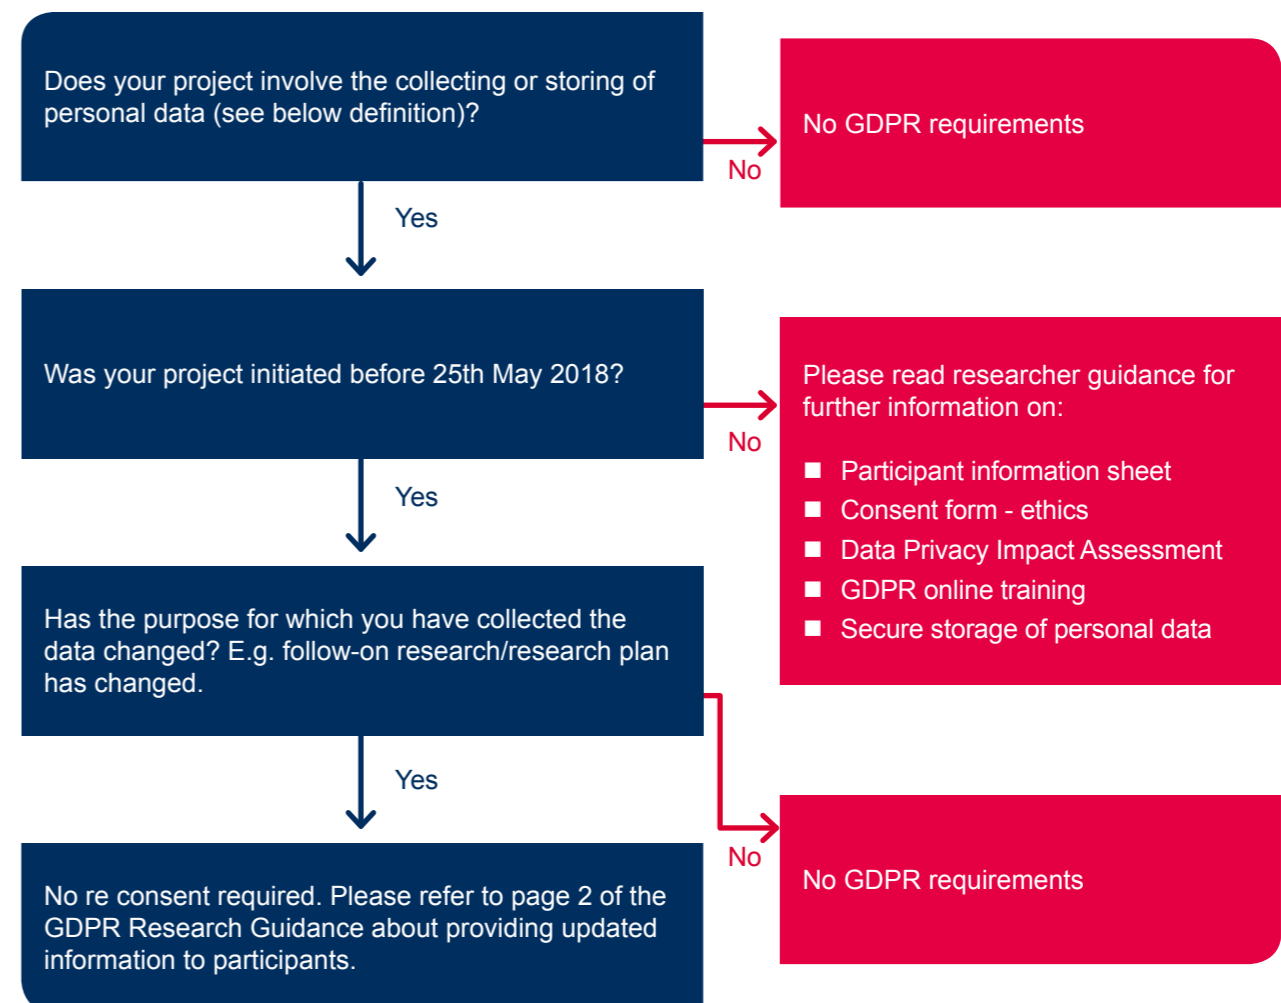 Does your project involve the collecting or storing of
personal data (see below definition)?
No
No GDPR requirements
Yes
Was your project initiated before 25th May 2018?
No
Please read researcher guidance for
further information on:
■ Participant information sheet
■ Consent form - ethics
■ Data Privacy Impact Assessment
■ GDPR online training
■ Secure storage of personal data
Yes
Has the purpose for which you have collected the
data changed? E.g. follow-on research/research plan
has changed.
No
No GDPR requirements
Yes
No re consent required. Please refer to page 2 of the
GDPR Research Guidance about providing updated
information to participants.